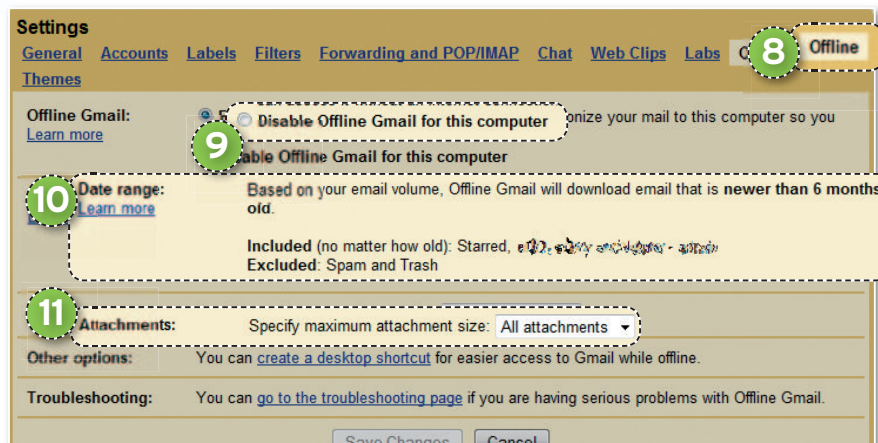 Settings
General Accounts Labels Filters Forwarding and POP/IMAP Chat Web Clips Labs 8 Offline
Themes
Offline Gmail: Disable Offline Gmail for this computer onize your mail to this computer so you
Learn more
9 able Offline Gmail for this computer
10 Date range: Based on your email volume, Offline Gmail will download email that is newer than 6 months
Learn more old.
Included (no matter how old): Starred,
Excluded: Spam and Trash
11 Attachments: Specify maximum attachment size: All attachments
Other options: You can create a desktop shortcut for easier access to Gmail while offline.
Troubleshooting: You can go to the troubleshooting page if you are having serious problems with Offline Gmail.
Save Changes Cancel